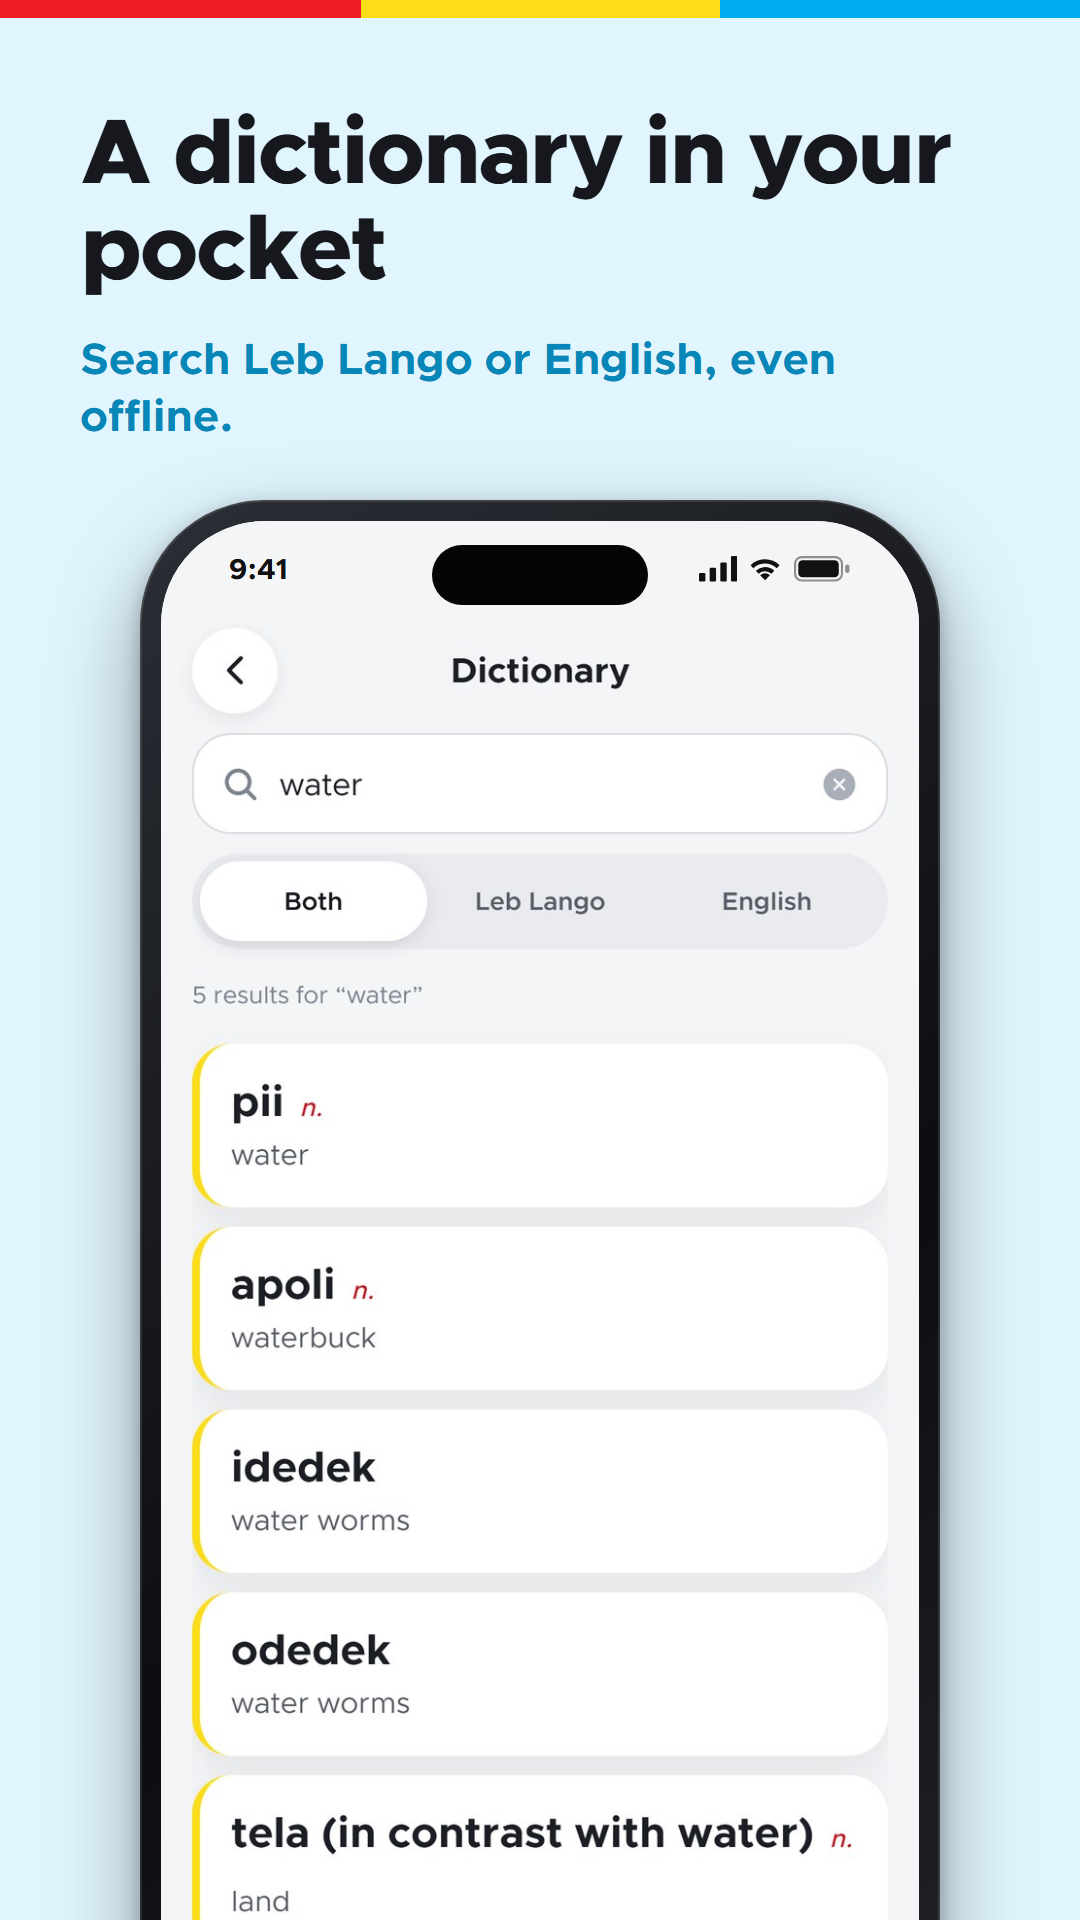 A dictionary in your
pocket
Search Leb Lango or English, even
offline.
9:41
Dictionary
water
Both
Leb Lango
English
5 results for “water”
pii n.
water
apoli n.
waterbuck
idedek
water worms
odedek
water worms
tela (in contrast with water) n.
land